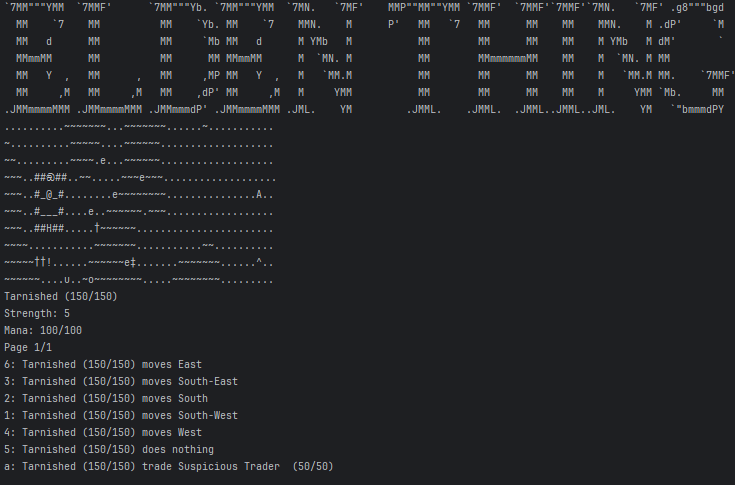 `7MM"""YMM  `7MMF'      `7MM"""Yb. `7MM"""YMM  `7MN.   `7MF'    MMP""MM""YMM `7MMF'  `7MMF'`7MMF'`7MN.   `7MF' .g8"""bgd
  MM    `7    MM          MM    `Yb. MM    `7    MMN.    M      P'   MM   `7   MM      MM    MM    MMN.    M .dP'     `M
  MM   d      MM          MM     `Mb MM   d      M YMb   M           MM        MM      MM    MM    M YMb   M dM'       `
  MMmmMM      MM          MM      MM MMmmMM      M  `MN. M           MM        MMmmmmmmMM    MM    M  `MN. M MM
  MM   Y  ,   MM      ,   MM     ,MP MM   Y  ,   M   `MM.M           MM        MM      MM    MM    M   `MM.M MM.    `7MMF'
  MM     ,M   MM     ,M   MM    ,dP' MM     ,M   M     YMM           MM        MM      MM    MM    M     YMM `Mb.     MM
.JMMmmmmMMM .JMMmmmmMMM .JMMmmmdP' .JMMmmmmMMM .JML.    YM         .JMML.    .JMML.  .JMML..JMML..JML.    YM   `"bmmmdPY
..........~~~~~~~...~~~~~~~......~...........
~..........~~~~~....~~~~~~...................
~~.........~~~~.e...~~~~~~...................
~~~..##ʢ൧##..~~.....~~~e~~~...................
~~~..#_@_#........e~~~~~~~~...............A..
~~~..#___#....e..~~~~~~.~~~..................
~~~..##H##.....†~~~~~~.......................
~~~~...........~~~~~~~...........~~..........
~~~~~††!......~~~~~~e‡.......~~~~~~~......^..
~~~~~~....u..~o~~~~~~~~.....~~~~~~~~.........
Tarnished (150/150)
Strength: 5
Mana: 100/100
Page 1/1
6: Tarnished (150/150) moves East
3: Tarnished (150/150) moves South-East
2: Tarnished (150/150) moves South
1: Tarnished (150/150) moves South-West
4: Tarnished (150/150) moves West
5: Tarnished (150/150) does nothing
a: Tarnished (150/150) trade Suspicious Trader  (50/50)